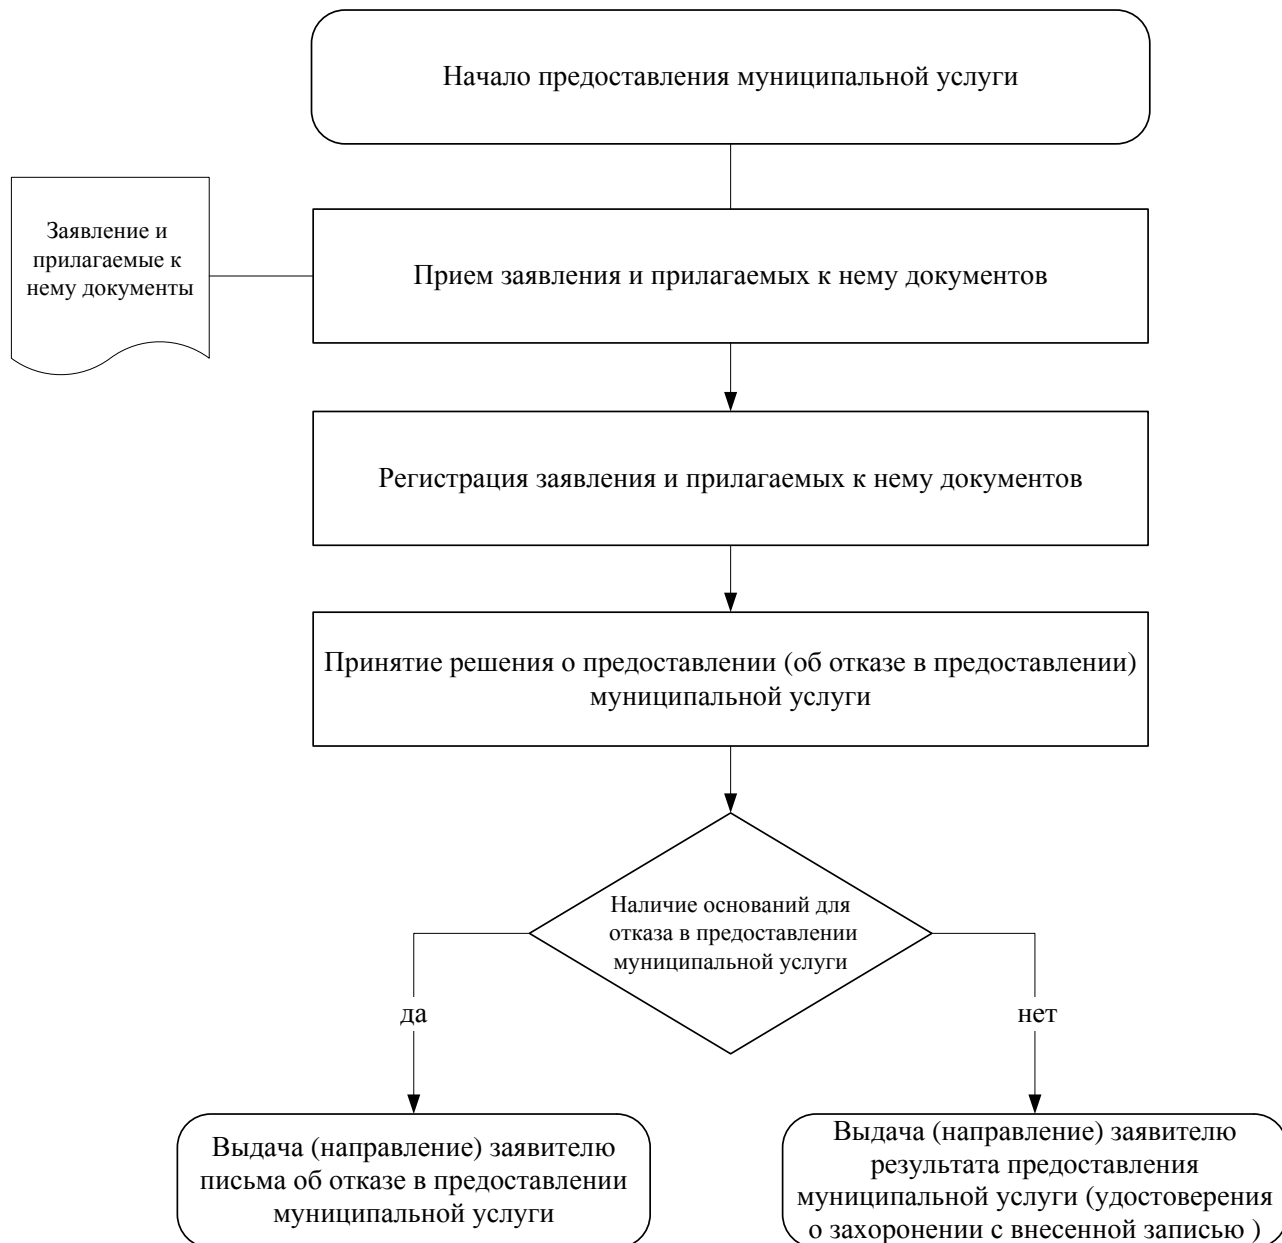 Начало предоставления муниципальной услуги
Заявление и
прилагаемые к
нему документы
Прием заявления и прилагаемых к нему документов
Регистрация заявления и прилагаемых к нему документов
Принятие решения о предоставлении (об отказе в предоставлении)
муниципальной услуги
Наличие оснований для
отказа в предоставлении
муниципальной услуги
да
нет
Выдача (направление) заявителю
письма об отказе в предоставлении
муниципальной услуги
Выдача (направление) заявителю
результата предоставления
муниципальной услуги (удостоверения
о захоронении с внесенной записью )